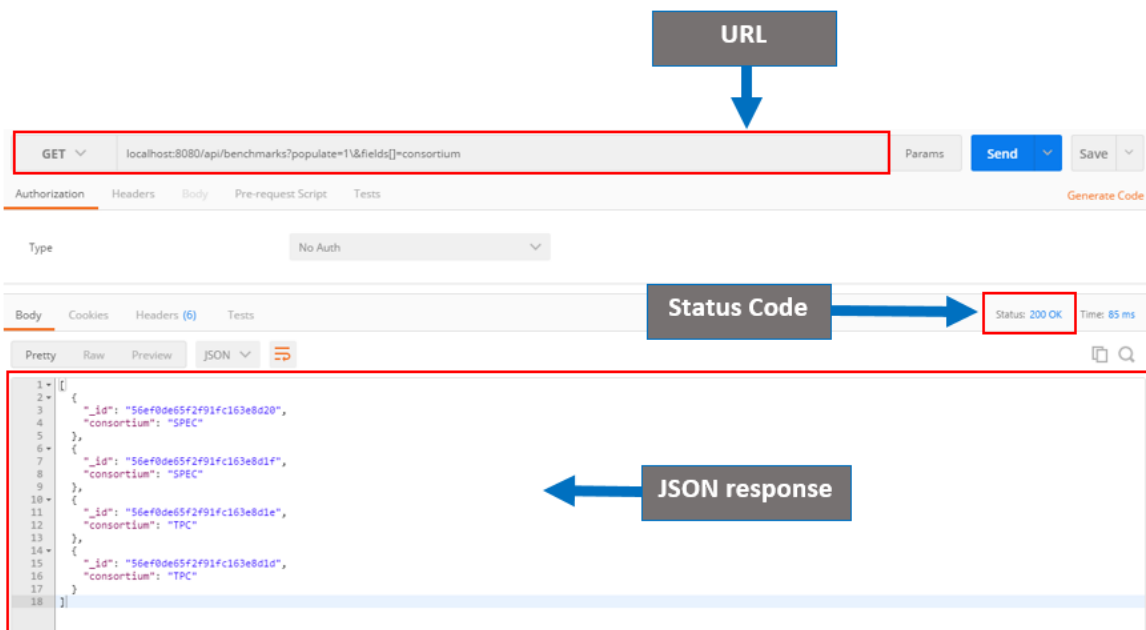 URL
GET localhost:8080/api/benchmarks?populate=1\&fields[]=consortium Params Send Save
Authorization Headers Body Pre-request Script Tests Generate Code
Type No Auth
Status Code
Body Cookies Headers (6) Tests Status: 200 OK Time: 85 ms
Pretty Raw Preview JSON
1 [
2 {
3 "_id": "56ef0de65f2f91fc163e8d20",
4 "consortium": "SPEC"
5 },
6 {
7 "_id": "56ef0de65f2f91fc163e8d1f",
8 "consortium": "SPEC"
9 },
10 {
11 "_id": "56ef0de65f2f91fc163e8d1e",
12 "consortium": "TPC"
13 },
14 {
15 "_id": "56ef0de65f2f91fc163e8d1d",
16 "consortium": "TPC"
17 }
18 ]
JSON response